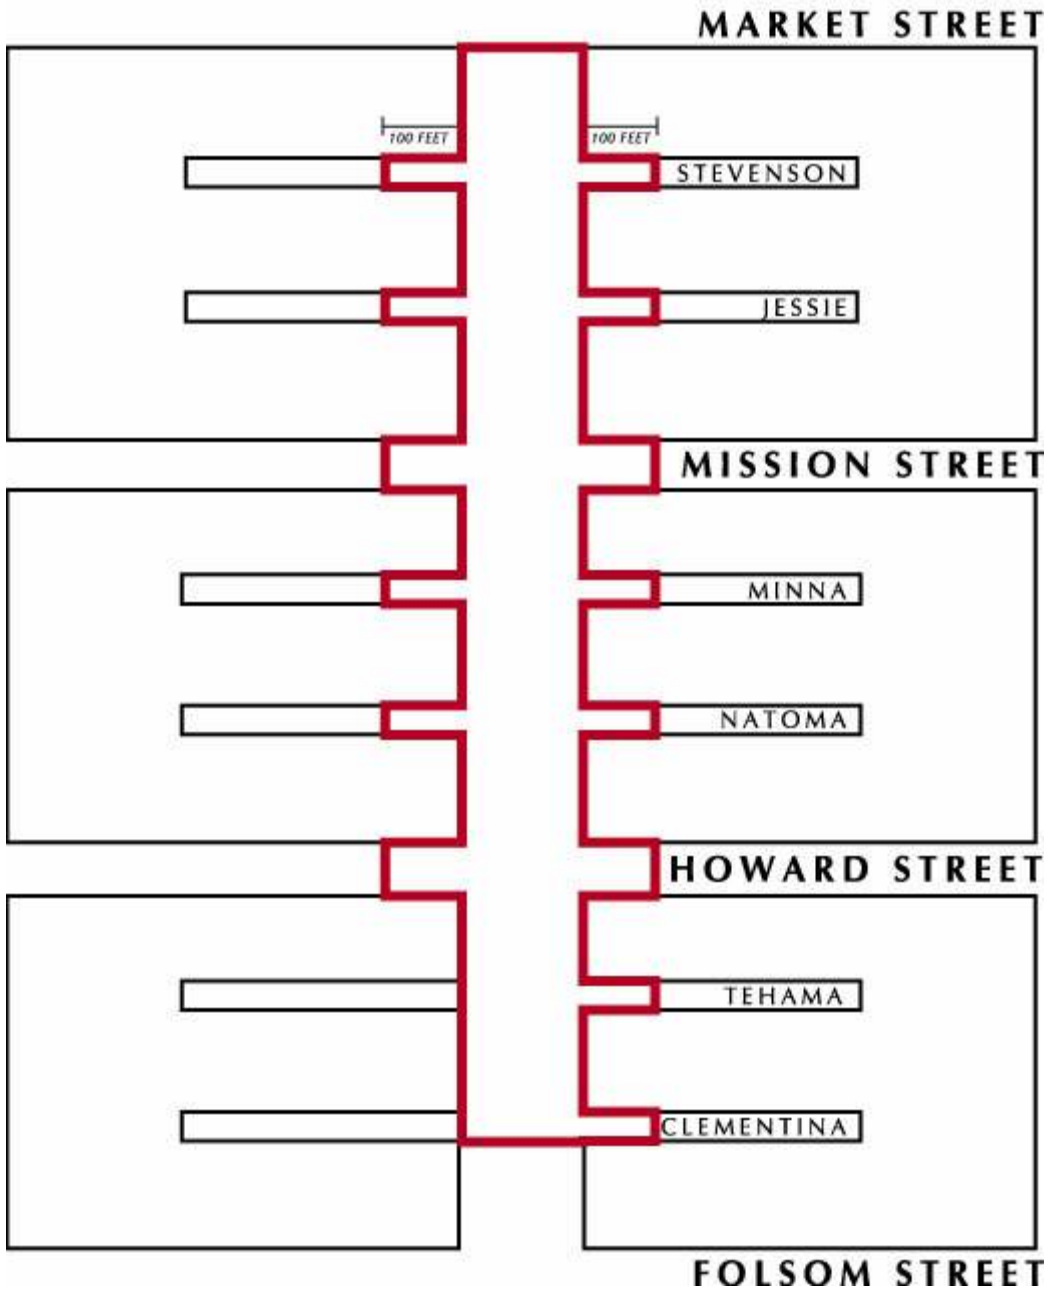 MARKET STREET
100 FEET
100 FEET
STEVENSON
JESSIE
MISSION STREET
MINNA
NATOMA
HOWARD STREET
TEHAMA
CLEMENTINA
FOLSOM STREET